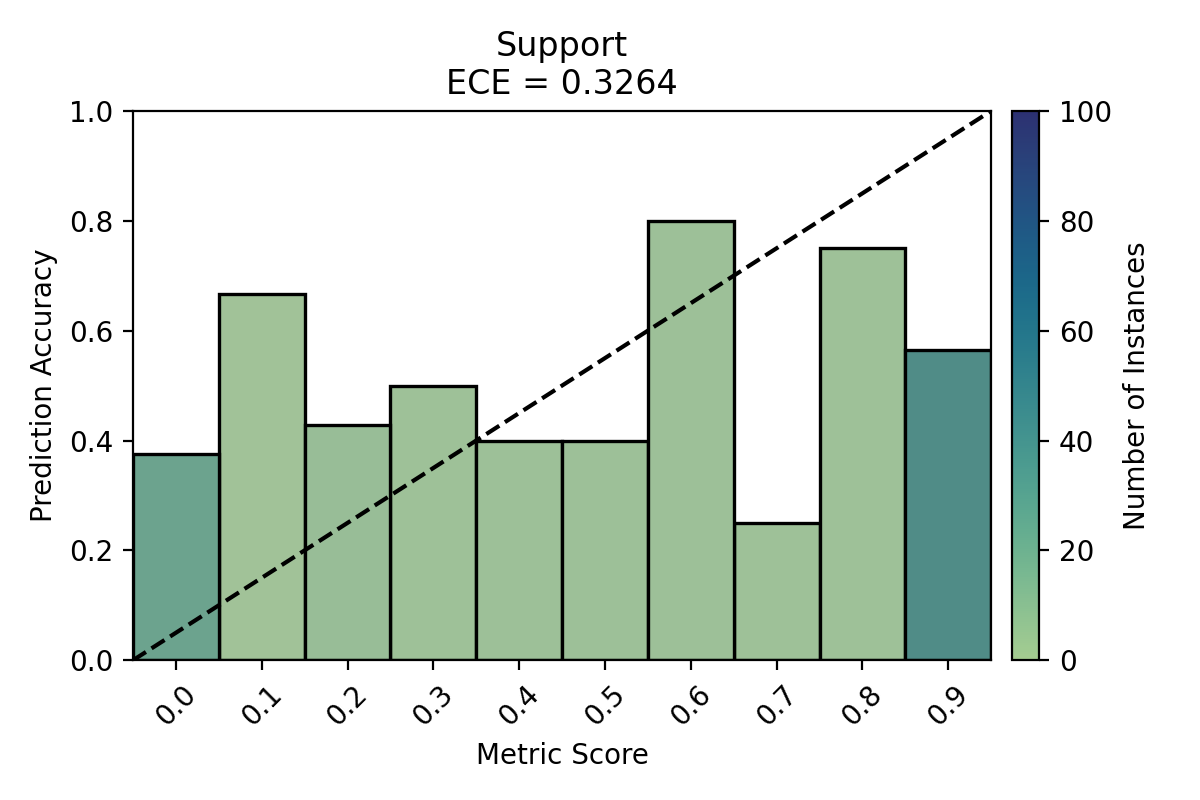 Support
ECE = 0.3264
1.0
0.8
0.6
0.4
0.2
0.0
Prediction Accuracy
0.0 0.1 0.2 0.3 0.4 0.5 0.6 0.7 0.8 0.9
Metric Score
100
80
60
40
20
0
Number of Instances